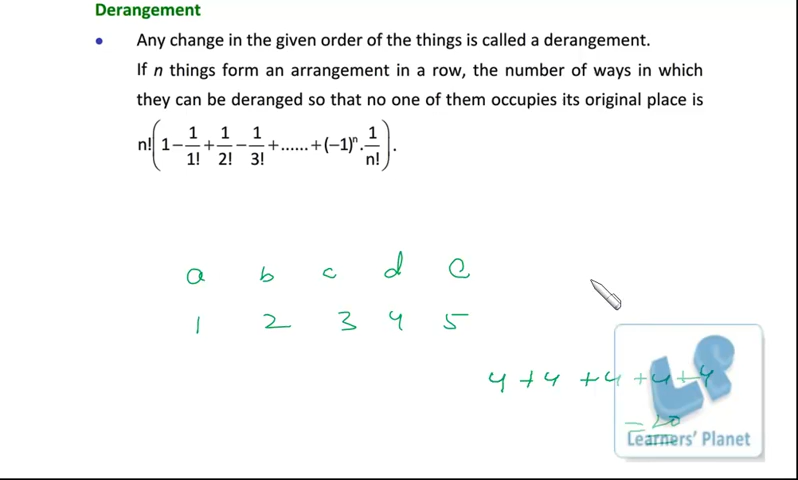 Derangement
• Any change in the given order of the things is called a derangement.
If n things form an arrangement in a row, the number of ways in which
they can be deranged so that no one of them occupies its original place is
n!(1 − 1/1! + 1/2! − 1/3! + ...... + (−1)ⁿ. 1/n!).
a b c d e
1 2 3 4 5
4 + 4 + 4 + 4 + 4
= 20
Learners' Planet